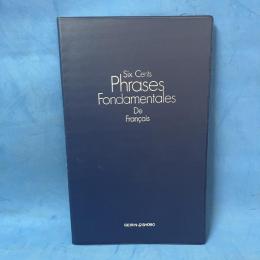 Six Cents
Phrases
Fondamentales
De
Français